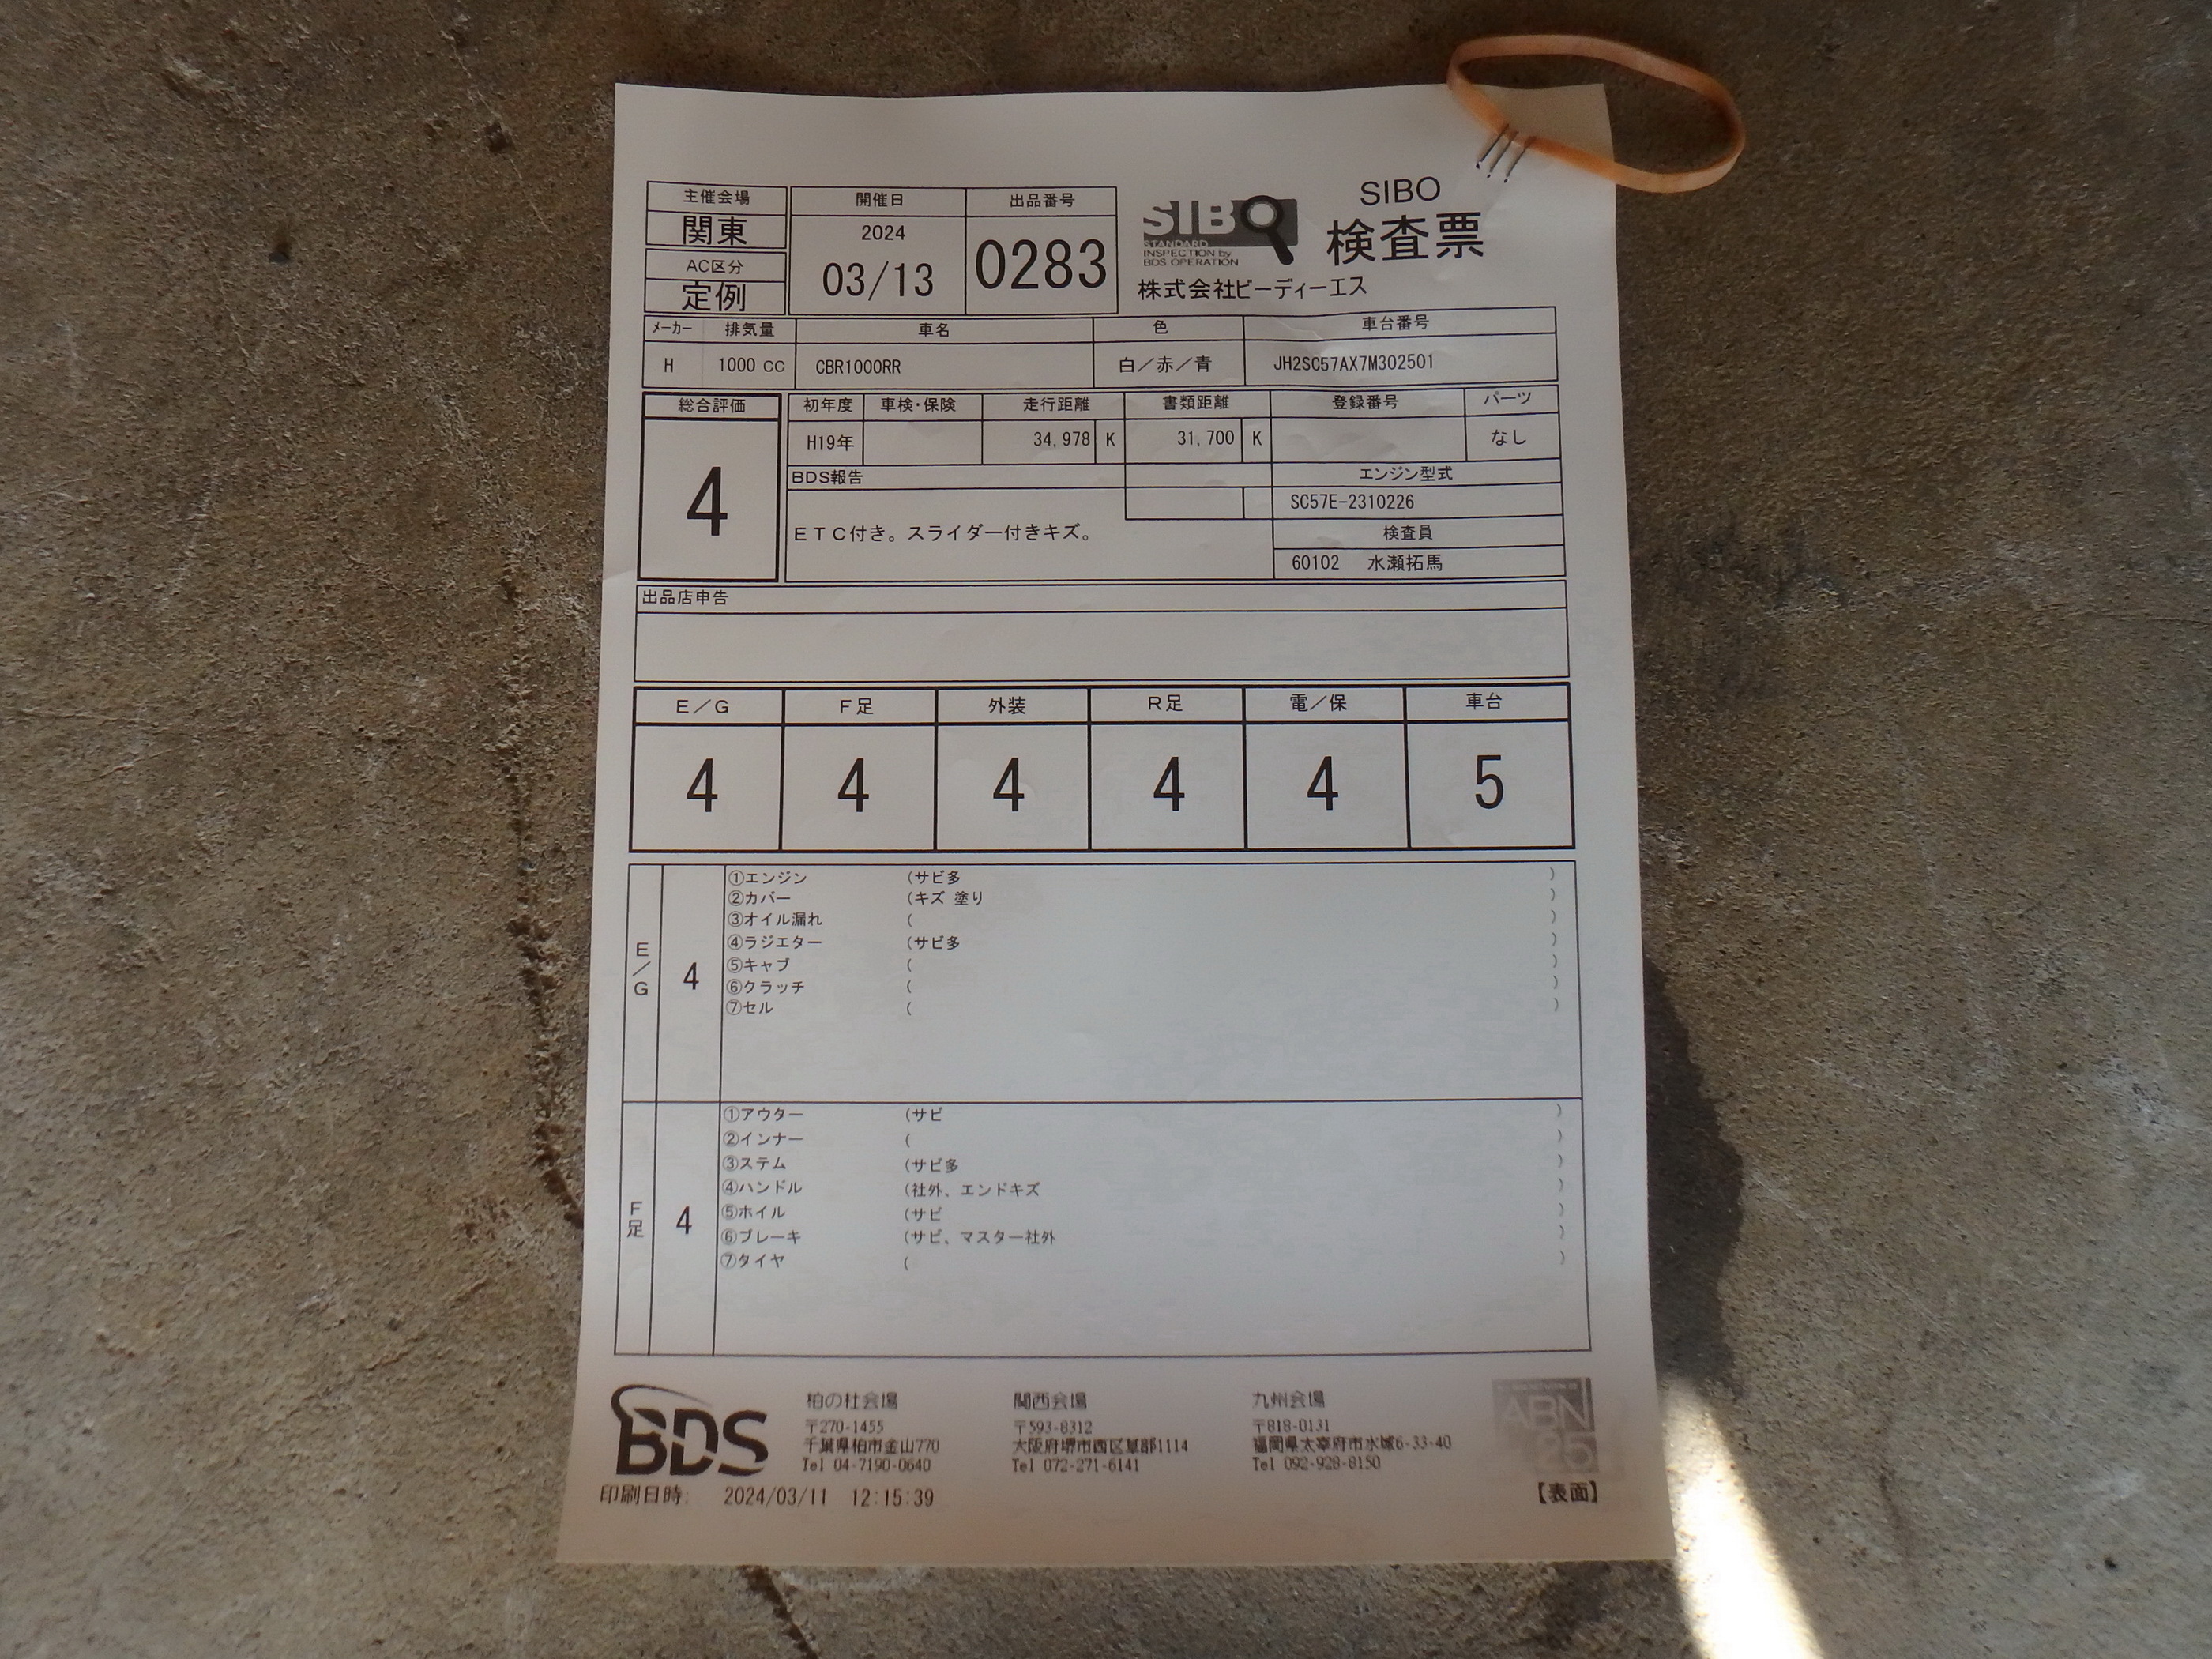 主催会場
関東
AC区分
定例
開催日
2024
03/13
出品番号
0283
SIBO
STANDARD
INSPECTION by
BDS OPERATION
SIBO
検査票
株式会社ビーディーエス
メーカー 排気量 車名 色 車台番号
H 1000 CC CBR1000RR 白／赤／青 JH2SC57AX7M302501
総合評価
4
初年度 車検・保険 走行距離 書類距離 登録番号 パーツ
H19年 34,978 K 31,700 K なし
BDS報告
ETC付き。スライダー付きキズ。
エンジン型式
SC57E-2310226
検査員
60102 水瀬拓馬
出品店申告
E／G F足 外装 R足 電／保 車台
4 4 4 4 4 5
E／G
4
①エンジン (サビ多 )
②カバー (キズ 塗り )
③オイル漏れ ( )
④ラジエター (サビ多 )
⑤キャブ ( )
⑥クラッチ ( )
⑦セル ( )
F足
4
①アウター (サビ )
②インナー ( )
③ステム (サビ多 )
④ハンドル (社外、エンドキズ )
⑤ホイル (サビ )
⑥ブレーキ (サビ、マスター社外 )
⑦タイヤ ( )
BDS
柏の杜会場
〒270-1455
千葉県柏市金山770
Tel 04-7190-0640
関西会場
〒593-8312
大阪府堺市西区草部1114
Tel 072-271-6141
九州会場
〒818-0131
福岡県太宰府市水城6-33-40
Tel 092-928-8150
ABN
25
印刷日時: 2024/03/11 12:15:39
【表面】